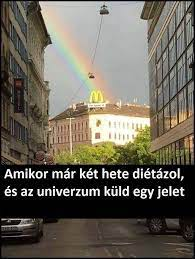 Amikor már két hete diétázol,
és az univerzum küld egy jelet